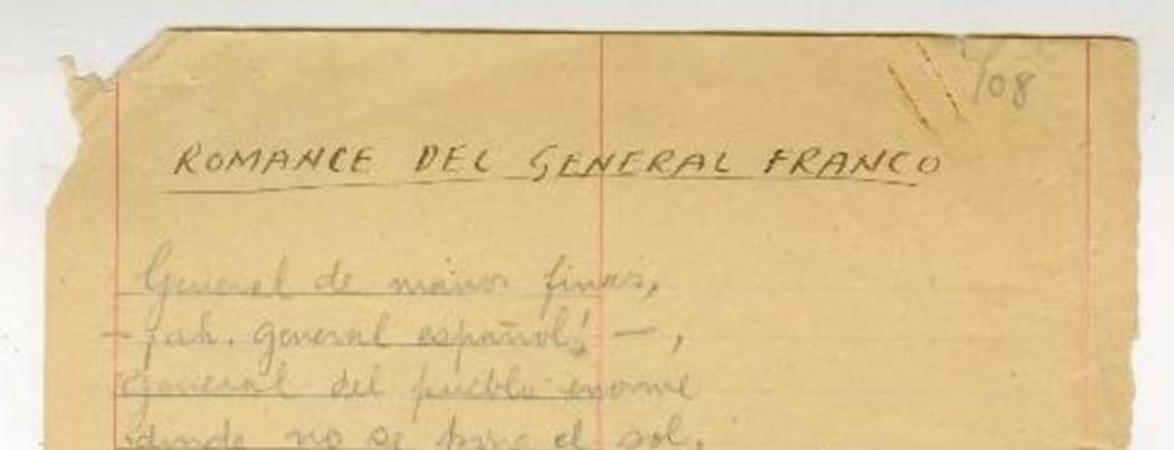 108
ROMANCE DEL GENERAL FRANCO
General de manos finas,
- ¡ah, general español! -,
General del pueblo enorme
donde no se pone el sol,